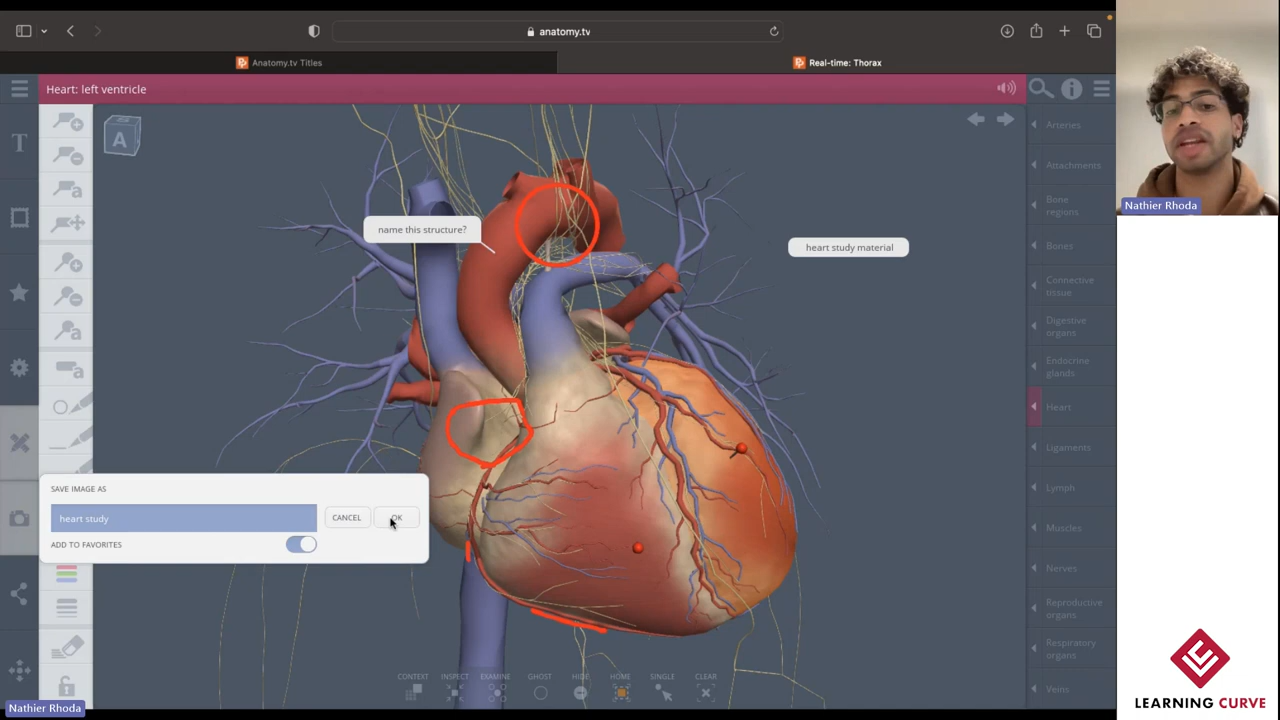 anatomy.tv
Anatomy.tv Titles
Real-time: Thorax
Heart: left ventricle
T
A
name this structure?
heart study material
Arteries
Attachments
Bone
regions
Bones
Connective
tissue
Digestive
organs
Endocrine
glands
Heart
Ligaments
Lymph
Muscles
Nerves
Reproductive
organs
Respiratory
organs
Veins
SAVE IMAGE AS
heart study
CANCEL
OK
ADD TO FAVORITES
CONTEXT
INSPECT
EXAMINE
GHOST
HIDE
HOME
SINGLE
CLEAR
Nathier Rhoda
Nathier Rhoda
LEARNING CURVE